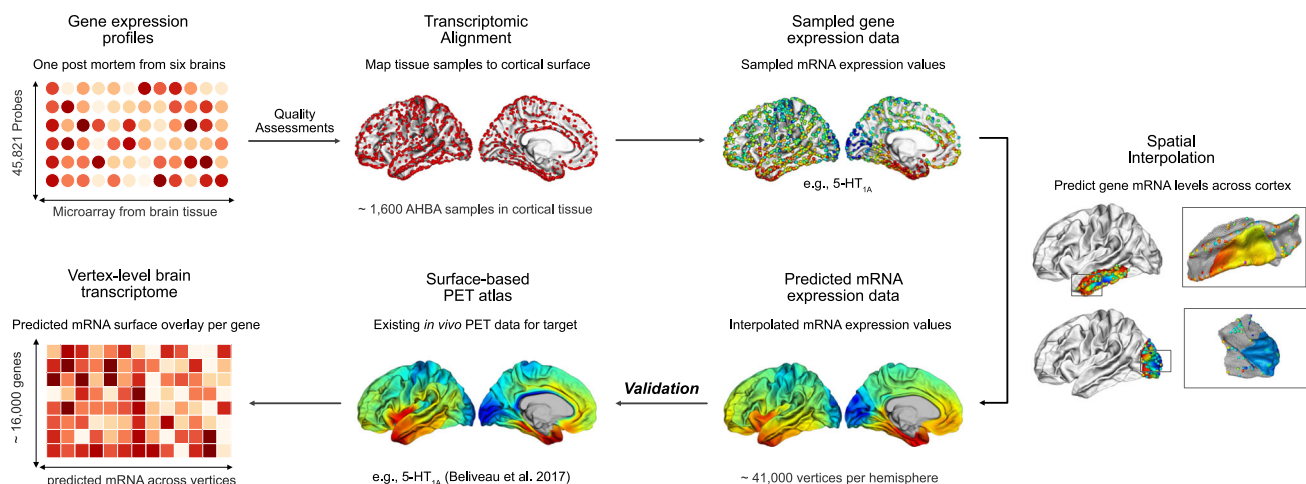 Gene expression
profiles
One post mortem from six brains
45,821 Probes
Microarray from brain tissue
Quality
Assessments
Transcriptomic
Alignment
Map tissue samples to cortical surface
~ 1,600 AHBA samples in cortical tissue
Sampled gene
expression data
Sampled mRNA expression values
e.g., 5-HT1A
Spatial
Interpolation
Predict gene mRNA levels across cortex
Predicted mRNA
expression data
Interpolated mRNA expression values
~ 41,000 vertices per hemisphere
Validation
Surface-based
PET atlas
Existing in vivo PET data for target
e.g., 5-HT1A (Beliveau et al. 2017)
Vertex-level brain
transcriptome
Predicted mRNA surface overlay per gene
~ 16,000 genes
predicted mRNA across vertices